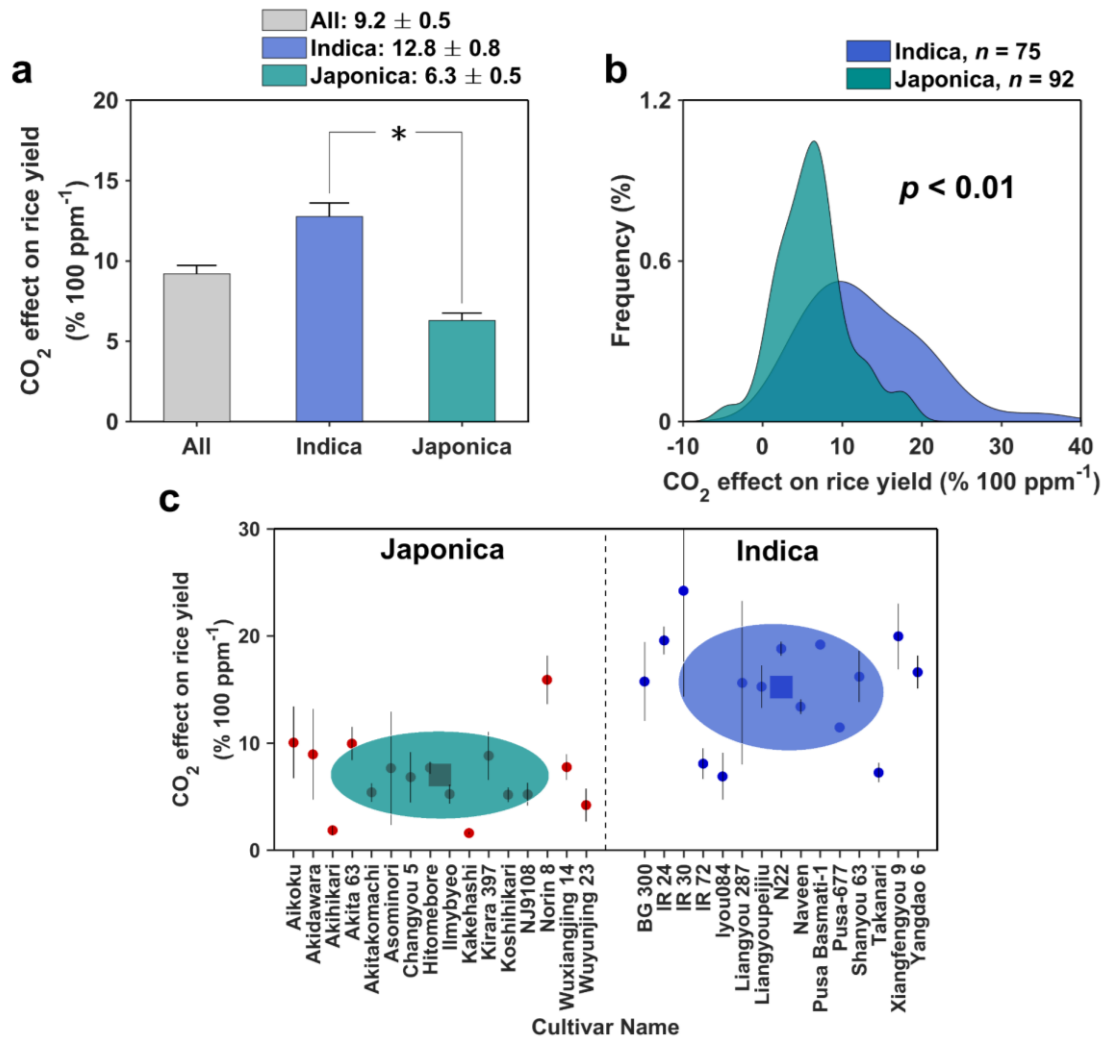 All: 9.2 ± 0.5
Indica: 12.8 ± 0.8
Japonica: 6.3 ± 0.5
a
CO2 effect on rice yield
(% 100 ppm-1)
20
15
10
5
0
*
All
Indica
Japonica
Indica, n = 75
Japonica, n = 92
b
Frequency (%)
1.2
0.6
0
p < 0.01
-10
0
10
20
30
40
CO2 effect on rice yield (% 100 ppm-1)
c
CO2 effect on rice yield
(% 100 ppm-1)
30
20
10
0
Japonica
Indica
Aikoku
Akidawara
Akihikari
Akita 63
Akitakomachi
Asominori
Changyou 5
Hitomebore
Ilmybyeo
Kakehashi
Kirara 397
Koshihikari
NJ9108
Norin 8
Wuxiangjing 14
Wuyunjing 23
BG 300
IR 24
IR 30
IR 72
Iyou084
Liangyou 287
Liangyoupeijiu
N22
Naveen
Pusa Basmati-1
Pusa-677
Shanyou 63
Takanari
Xiangfengyou 9
Yangdao 6
Cultivar Name